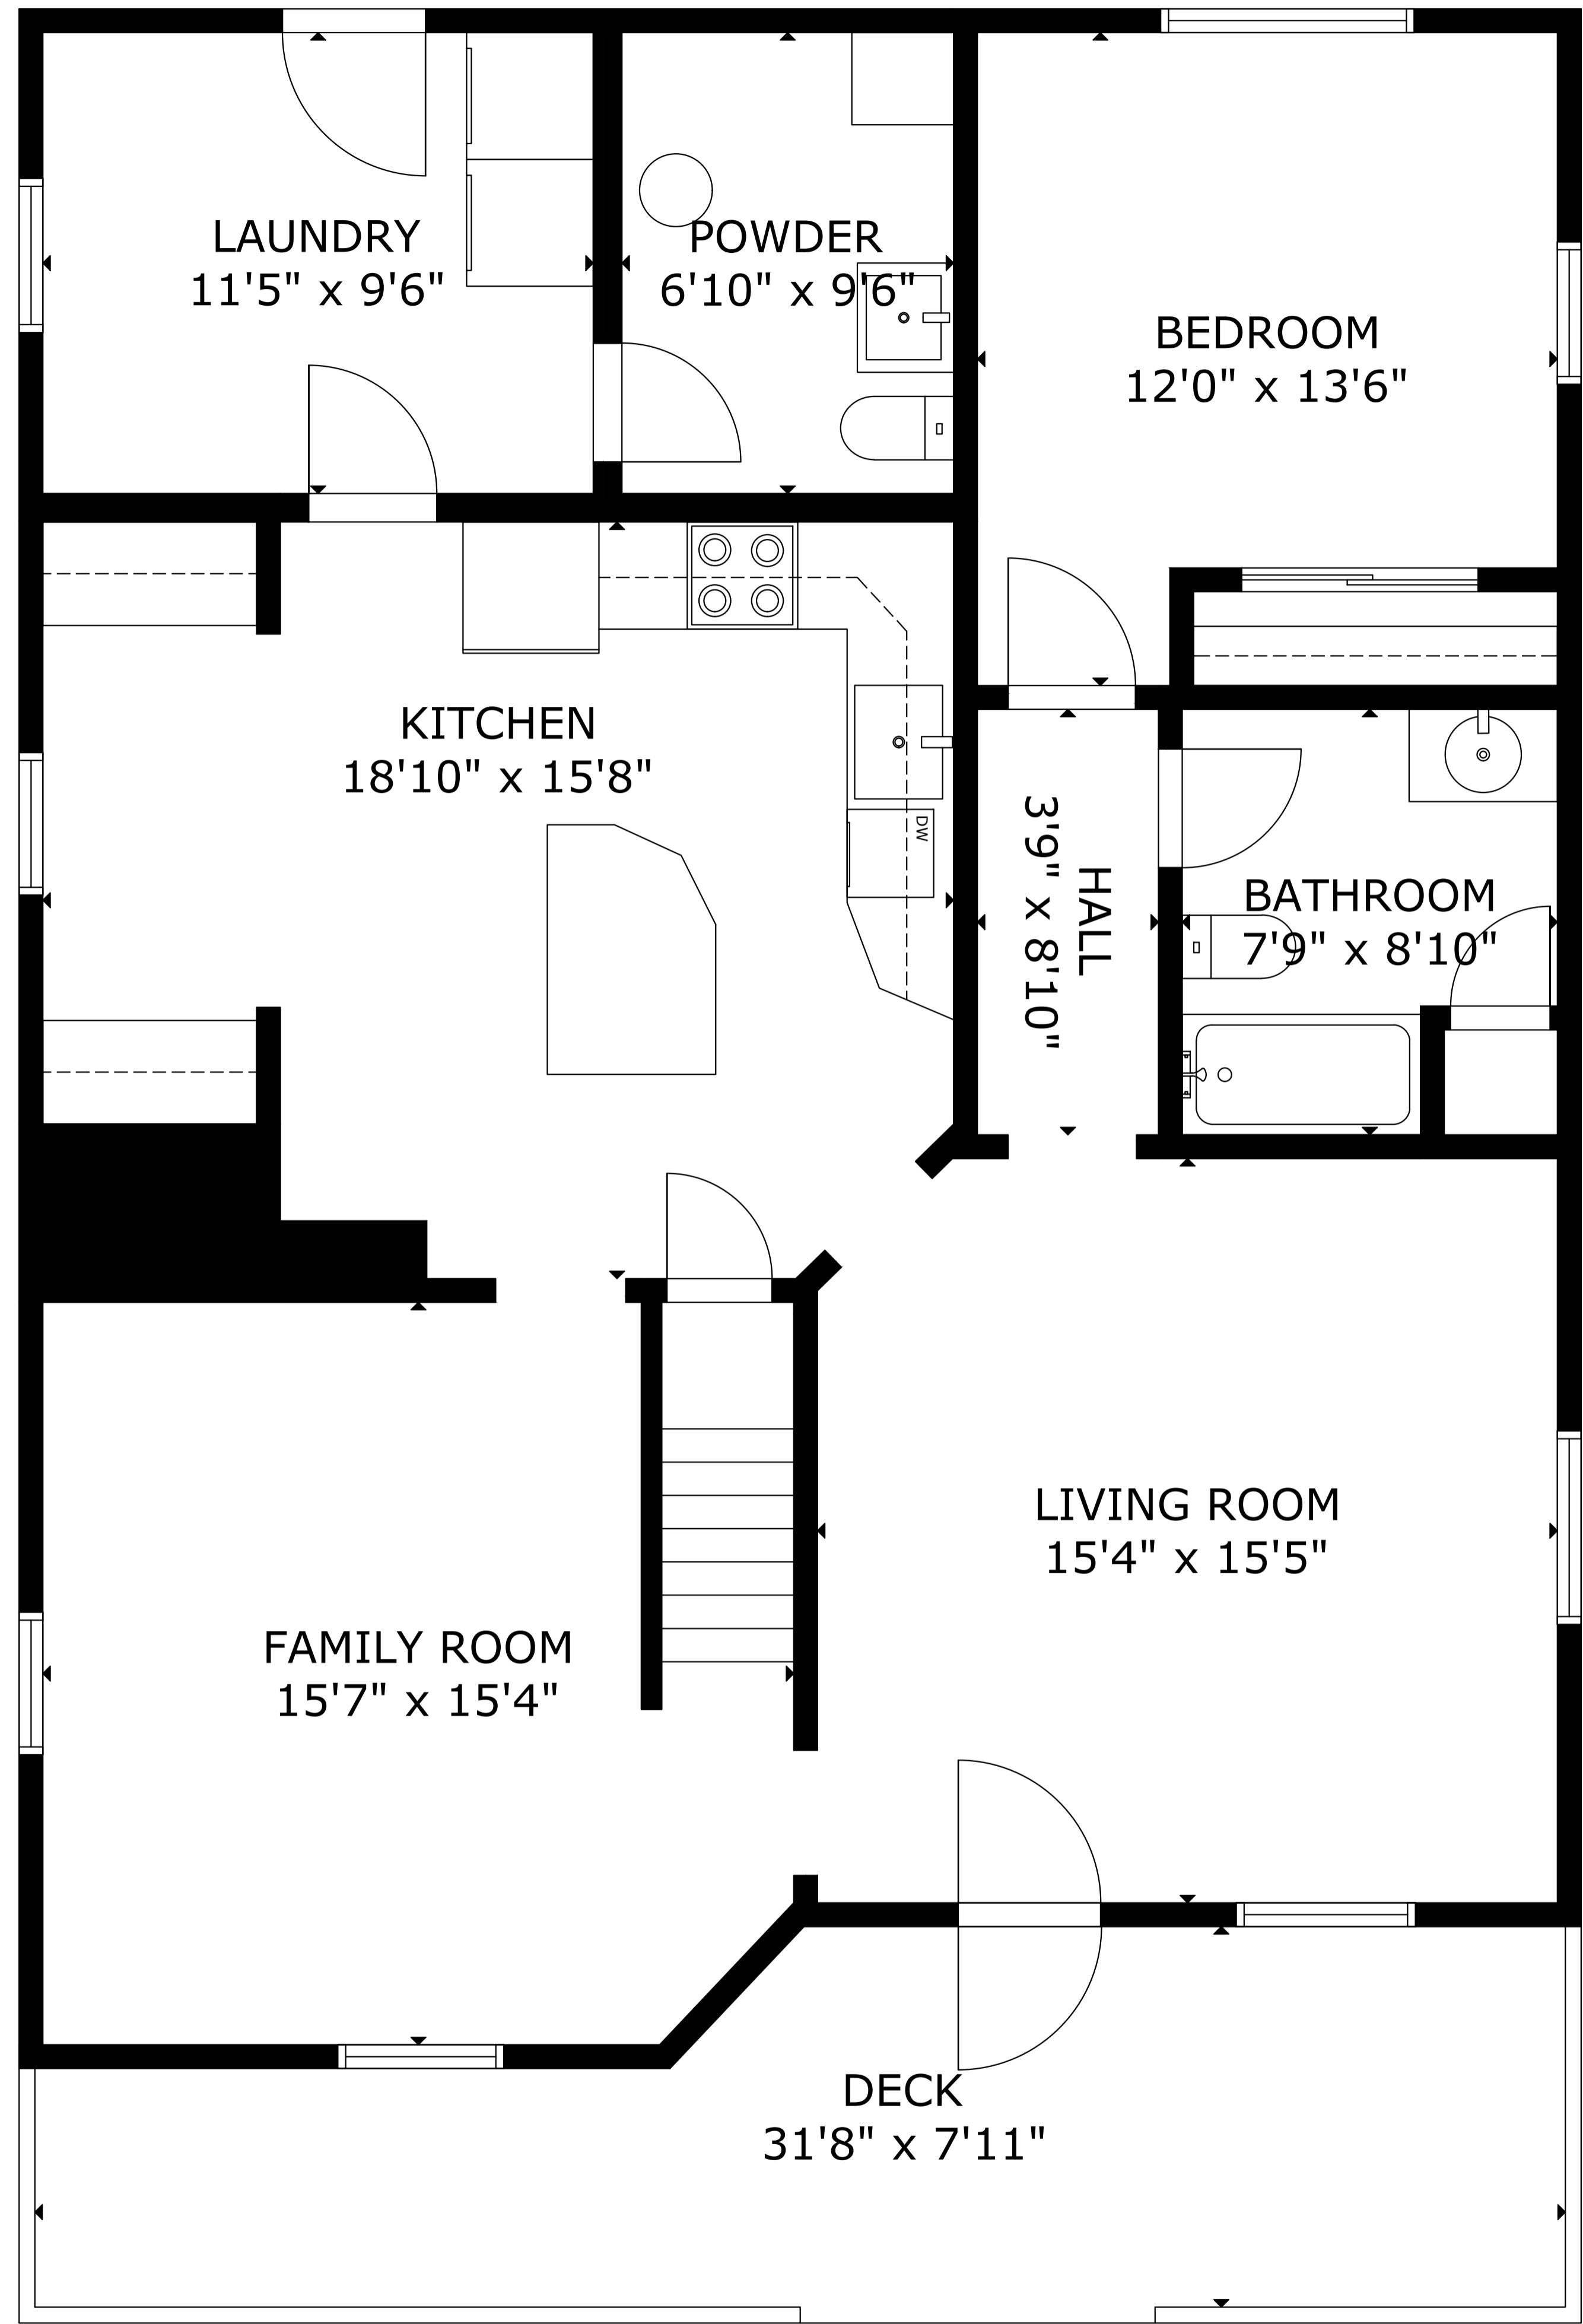 LAUNDRY
11'5" x 9'6"
POWDER
6'10" x 9'6"
BEDROOM
12'0" x 13'6"
KITCHEN
18'10" x 15'8"
DW
HALL
3'9" x 8'10"
BATHROOM
7'9" x 8'10"
LIVING ROOM
15'4" x 15'5"
FAMILY ROOM
15'7" x 15'4"
DECK
31'8" x 7'11"